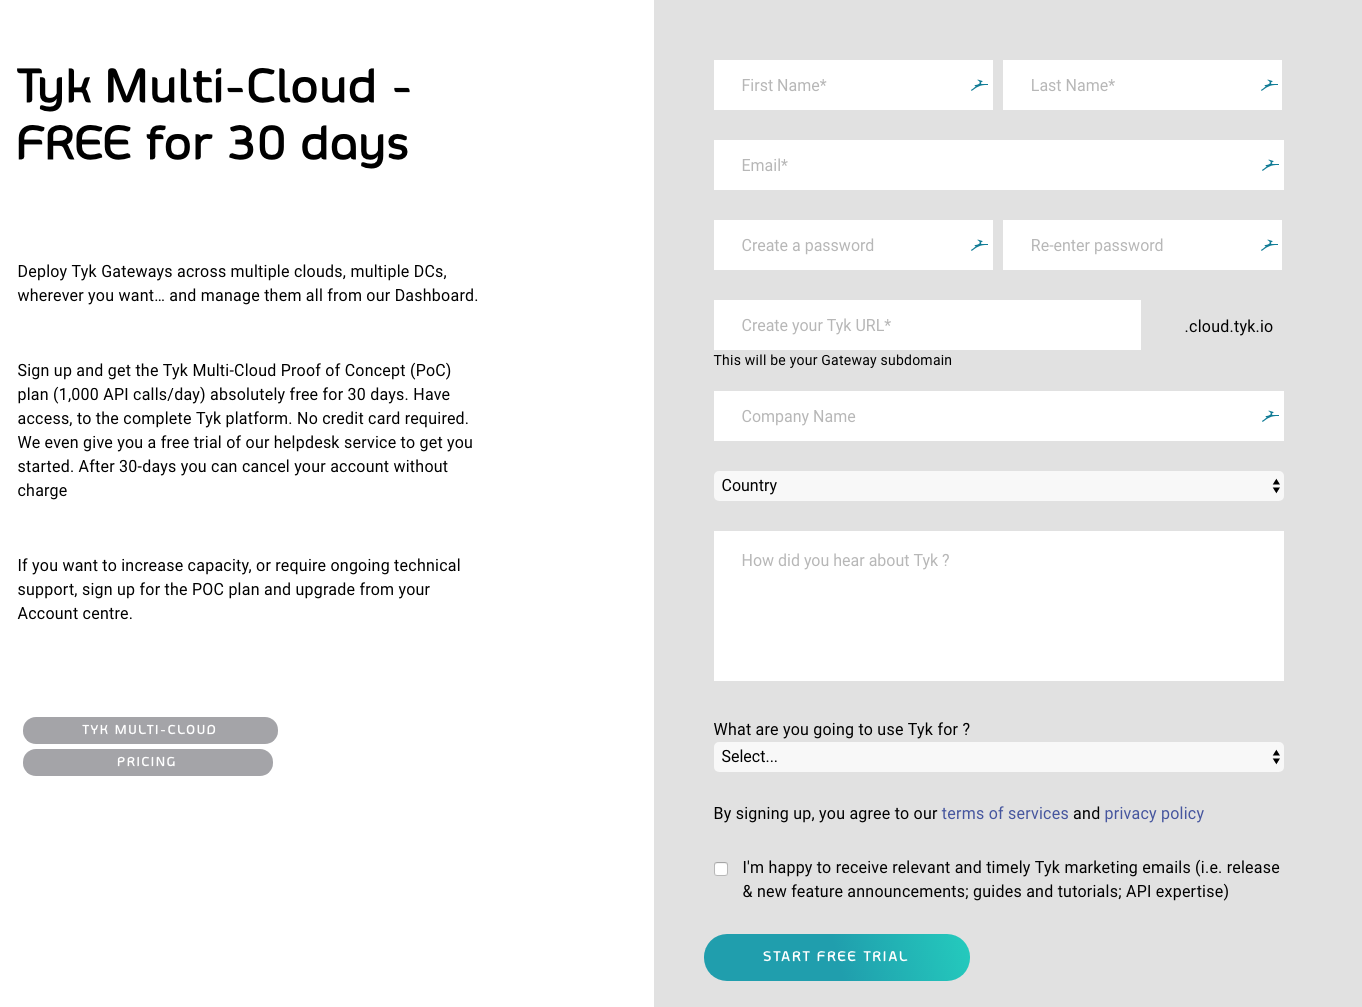 Tyk Multi-Cloud -
FREE for 30 days
Deploy Tyk Gateways across multiple clouds, multiple DCs,
wherever you want… and manage them all from our Dashboard.
Sign up and get the Tyk Multi-Cloud Proof of Concept (PoC)
plan (1,000 API calls/day) absolutely free for 30 days. Have
access, to the complete Tyk platform. No credit card required.
We even give you a free trial of our helpdesk service to get you
started. After 30-days you can cancel your account without
charge
If you want to increase capacity, or require ongoing technical
support, sign up for the POC plan and upgrade from your
Account centre.
TYK MULTI-CLOUD
PRICING
First Name*
Last Name*
Email*
Create a password
Re-enter password
Create your Tyk URL*
.cloud.tyk.io
This will be your Gateway subdomain
Company Name
Country
How did you hear about Tyk ?
What are you going to use Tyk for ?
Select...
By signing up, you agree to our terms of services and privacy policy
I'm happy to receive relevant and timely Tyk marketing emails (i.e. release
& new feature announcements; guides and tutorials; API expertise)
START FREE TRIAL